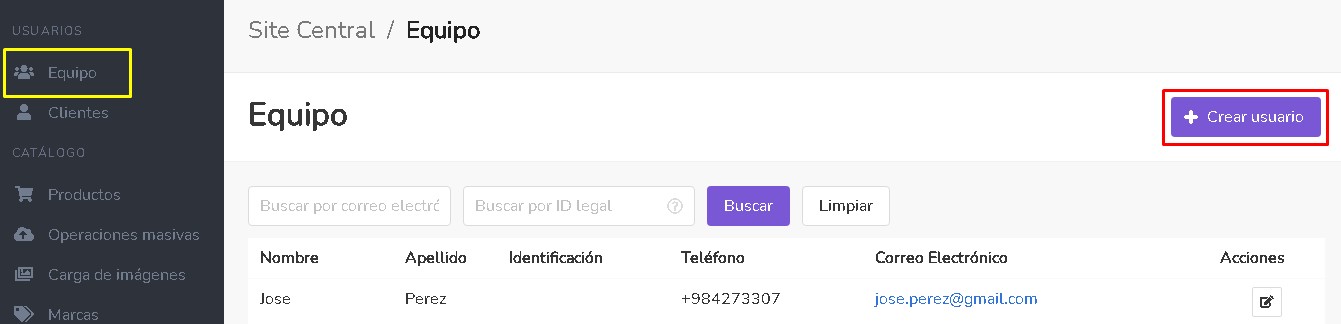 USUARIOS
Equipo
Clientes
CATÁLOGO
Productos
Operaciones masivas
Carga de imágenes
Marcas
Site Central / Equipo
Equipo
+ Crear usuario
Buscar por correo electró
Buscar por ID legal ?
Buscar
Limpiar
Nombre Apellido Identificación Teléfono Correo Electrónico Acciones
Jose Perez +984273307 jose.perez@gmail.com